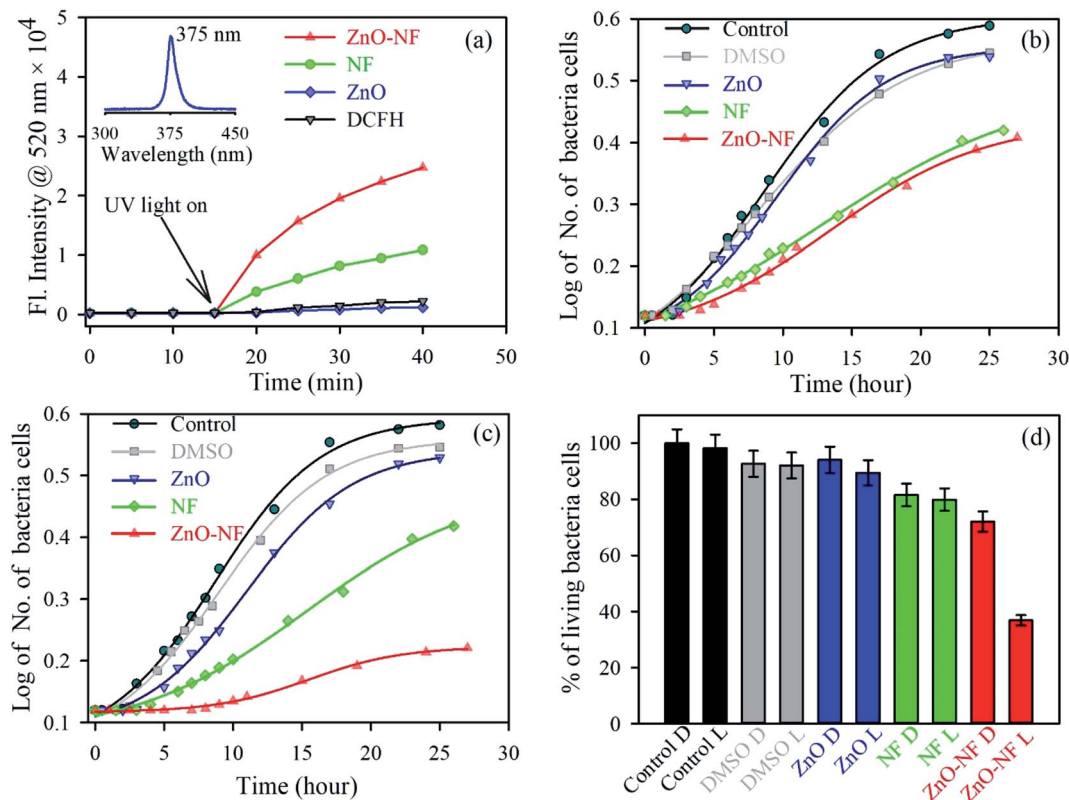 (a)
375 nm
300 375 450
Wavelength (nm)
ZnO-NF
NF
ZnO
DCFH
UV light on
Fl. Intensity @ 520 nm × 10⁴
5
4
3
2
1
0
0 10 20 30 40 50
Time (min)
(b)
Control
DMSO
ZnO
NF
ZnO-NF
Log of No. of bacteria cells
0.6
0.5
0.4
0.3
0.2
0.1
0 5 10 15 20 25 30
Time (hour)
(c)
Control
DMSO
ZnO
NF
ZnO-NF
Log of No. of bacteria cells
0.6
0.5
0.4
0.3
0.2
0.1
0 5 10 15 20 25 30
Time (hour)
(d)
% of living bacteria cells
100
80
60
40
20
0
Control D
Control L
DMSO D
DMSO L
ZnO D
ZnO L
NF D
NF L
ZnO-NF D
ZnO-NF L